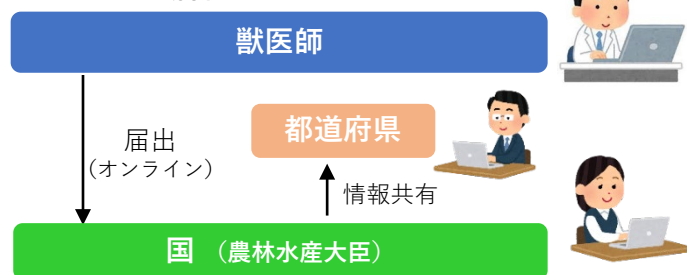 獣医師
届出
(オンライン)
都道府県
情報共有
国 (農林水産大臣)